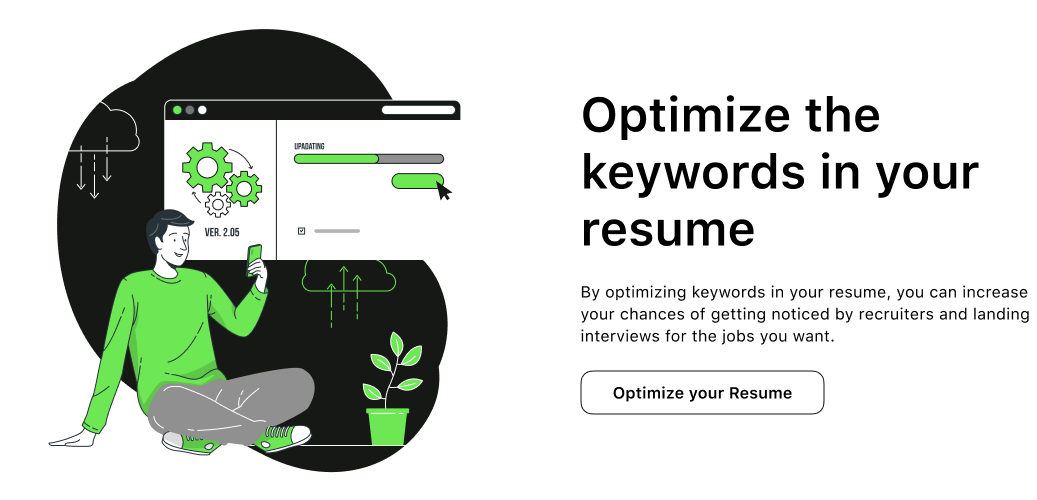 UPADATING
VER. 2.05
Optimize the
keywords in your
resume
By optimizing keywords in your resume, you can increase
your chances of getting noticed by recruiters and landing
interviews for the jobs you want.
Optimize your Resume